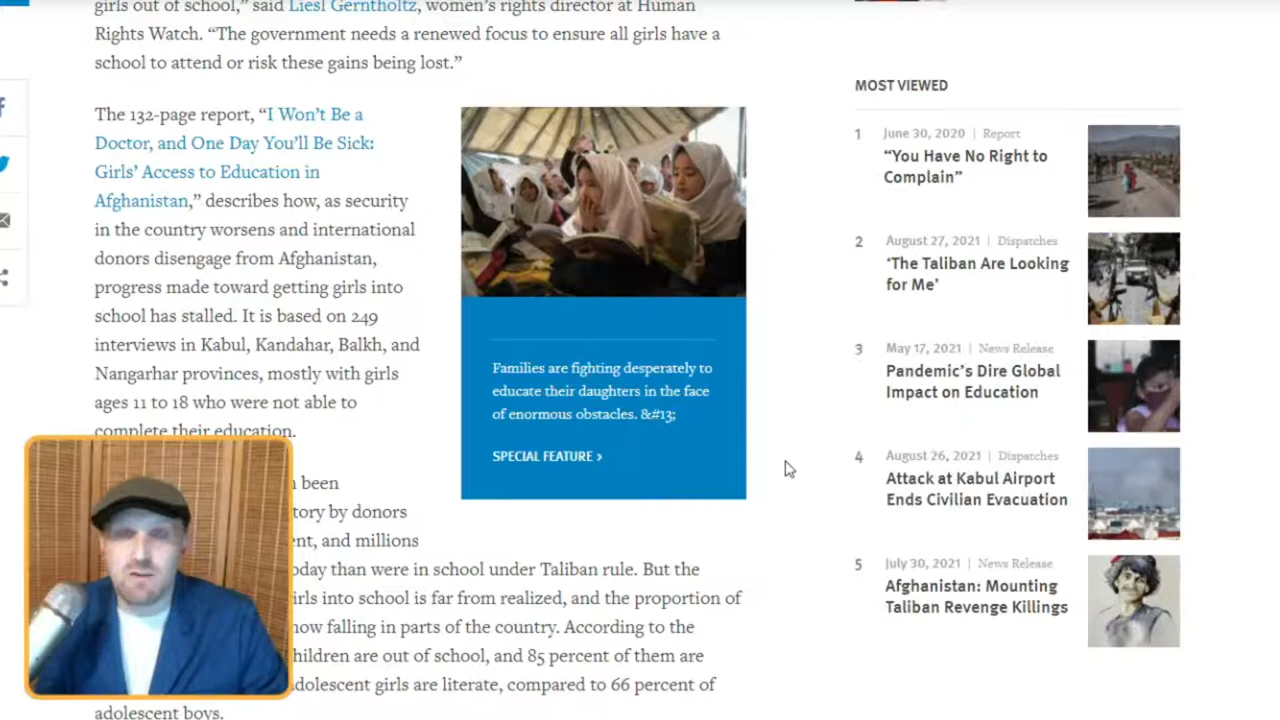 girls out of school,” said Liesl Gerntholtz, women’s rights director at Human
Rights Watch. “The government needs a renewed focus to ensure all girls have a
school to attend or risk these gains being lost.”
The 132-page report, “I Won’t Be a
Doctor, and One Day You’ll Be Sick:
Girls’ Access to Education in
Afghanistan,” describes how, as security
in the country worsens and international
donors disengage from Afghanistan,
progress made toward getting girls into
school has stalled. It is based on 249
interviews in Kabul, Kandahar, Balkh, and
Nangarhar provinces, mostly with girls
ages 11 to 18 who were not able to
complete their education.
been
tory by donors
nt, and millions
oday than were in school under Taliban rule. But the
irls into school is far from realized, and the proportion of
now falling in parts of the country. According to the
hildren are out of school, and 85 percent of them are
dolescent girls are literate, compared to 66 percent of
adolescent boys.
Families are fighting desperately to
educate their daughters in the face
of enormous obstacles. &#13;
SPECIAL FEATURE >
MOST VIEWED
1 June 30, 2020 | Report
“You Have No Right to
Complain”
2 August 27, 2021 | Dispatches
‘The Taliban Are Looking
for Me’
3 May 17, 2021 | News Release
Pandemic’s Dire Global
Impact on Education
4 August 26, 2021 | Dispatches
Attack at Kabul Airport
Ends Civilian Evacuation
5 July 30, 2021 | News Release
Afghanistan: Mounting
Taliban Revenge Killings